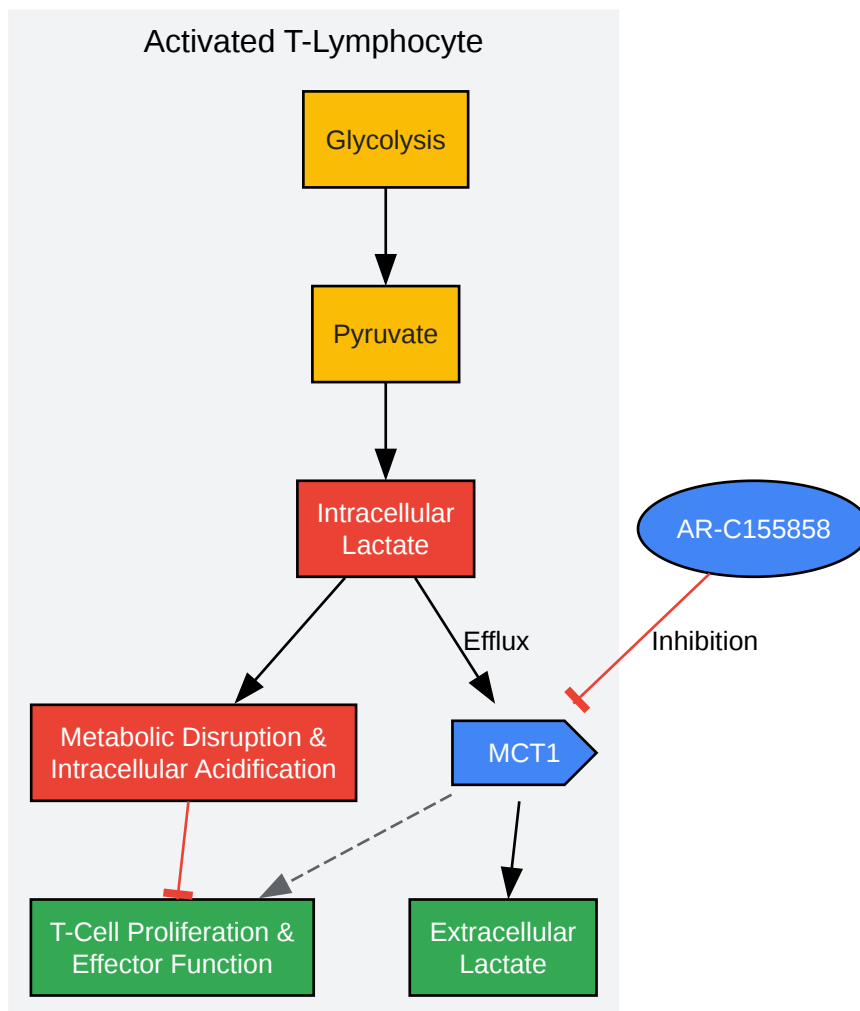 Activated T-Lymphocyte
Glycolysis
Pyruvate
Intracellular
Lactate
AR-C155858
Efflux
Inhibition
Metabolic Disruption &
Intracellular Acidification
MCT1
T-Cell Proliferation &
Effector Function
Extracellular
Lactate